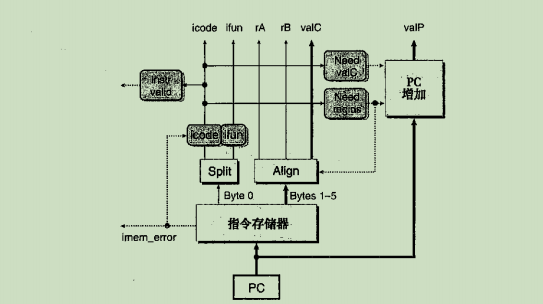 icode ifun rA rB valC valP
Need
valC
Instr
valid
PC
增加
Need
regids
icode ifun
Split Align
Byte 0 Bytes 1~5
指令存储器
imem_error
PC